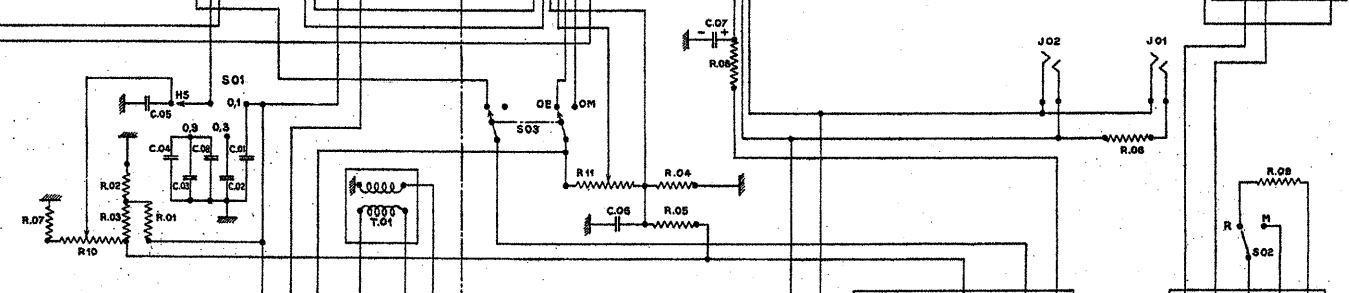 C.07
- +
R.08
J02
J01
S01
HS
0,1
C.05
OE
OM
S03
0,9
0,3
C.04
C.08
C.01
C.03
C.02
R.02
R.03
R.01
R.07
R10
T.01
R11
R.04
C.06
R.05
R.06
R.09
R
M
S02